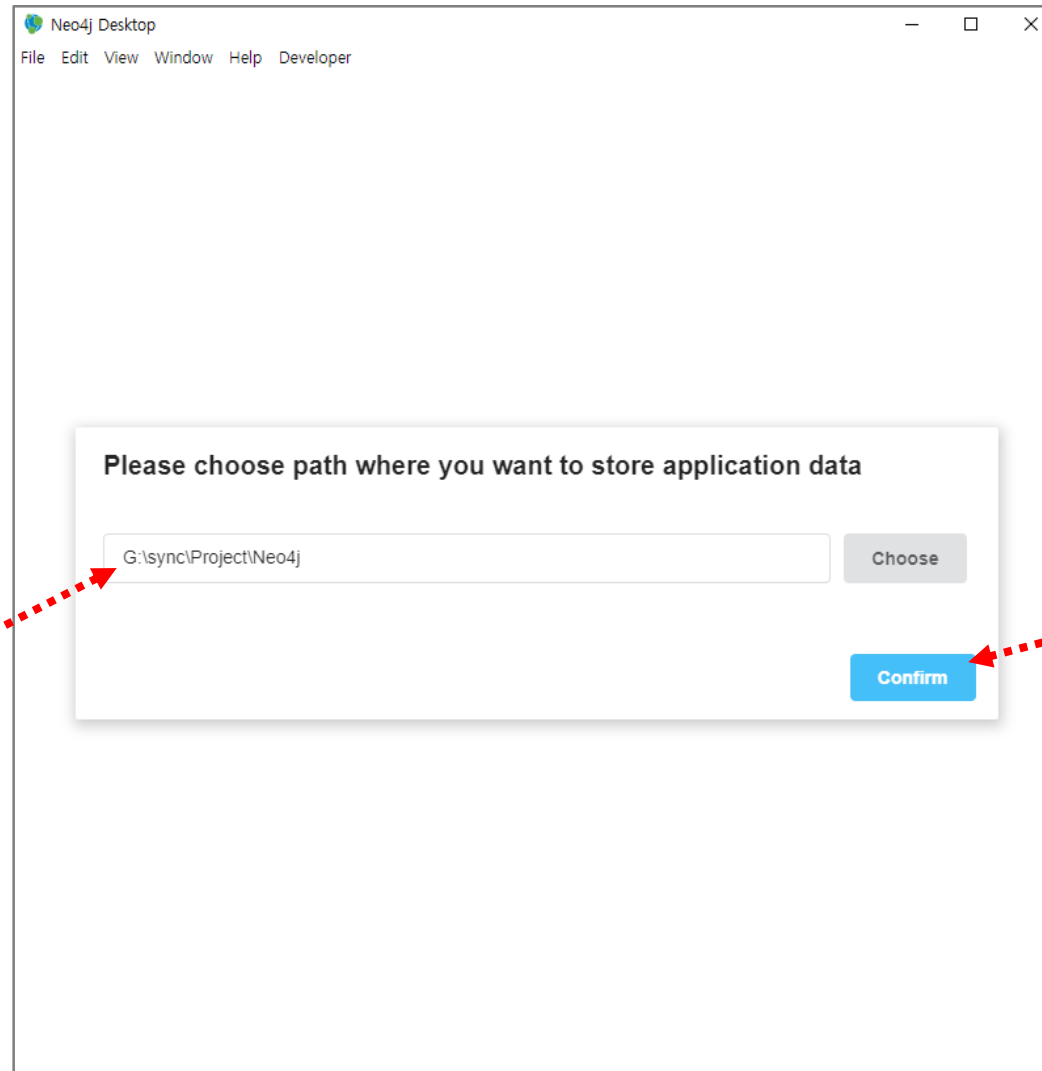 Neo4j Desktop
File Edit View Window Help Developer
Please choose path where you want to store application data
G:\sync\Project\Neo4j
Choose
Confirm